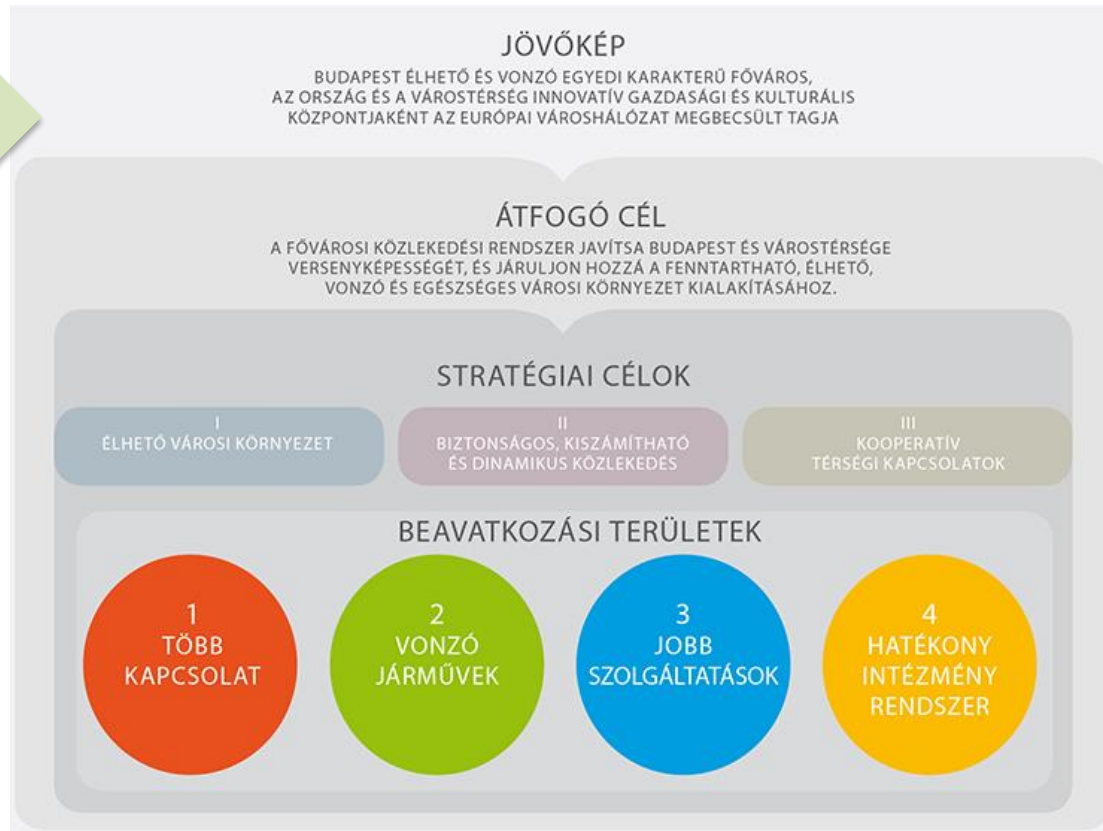 JÖVŐKÉP
BUDAPEST ÉLHETŐ ÉS VONZÓ EGYEDI KARAKTERŰ FŐVÁROS,
AZ ORSZÁG ÉS A VÁROSTÉRSÉG INNOVATÍV GAZDASÁGI ÉS KULTURÁLIS
KÖZPONTJAKÉNT AZ EURÓPAI VÁROSHÁLÓZAT MEGBECSÜLT TAGJA
ÁTFOGÓ CÉL
A FŐVÁROSI KÖZLEKEDÉSI RENDSZER JAVÍTSA BUDAPEST ÉS VÁROSTÉRSÉGE
VERSENYKÉPESSÉGÉT, ÉS JÁRULJON HOZZÁ A FENNTARTHATÓ, ÉLHETŐ,
VONZÓ ÉS EGÉSZSÉGES VÁROSI KÖRNYEZET KIALAKÍTÁSÁHOZ.
STRATÉGIAI CÉLOK
I
ÉLHETŐ VÁROSI KÖRNYEZET
II
BIZTONSÁGOS, KISZÁMÍTHATÓ
ÉS DINAMIKUS KÖZLEKEDÉS
III
KOOPERATÍV
TÉRSÉGI KAPCSOLATOK
BEAVATKOZÁSI TERÜLETEK
1
TÖBB
KAPCSOLAT
2
VONZÓ
JÁRMŰVEK
3
JOBB
SZOLGÁLTATÁSOK
4
HATÉKONY
INTÉZMÉNY
RENDSZER